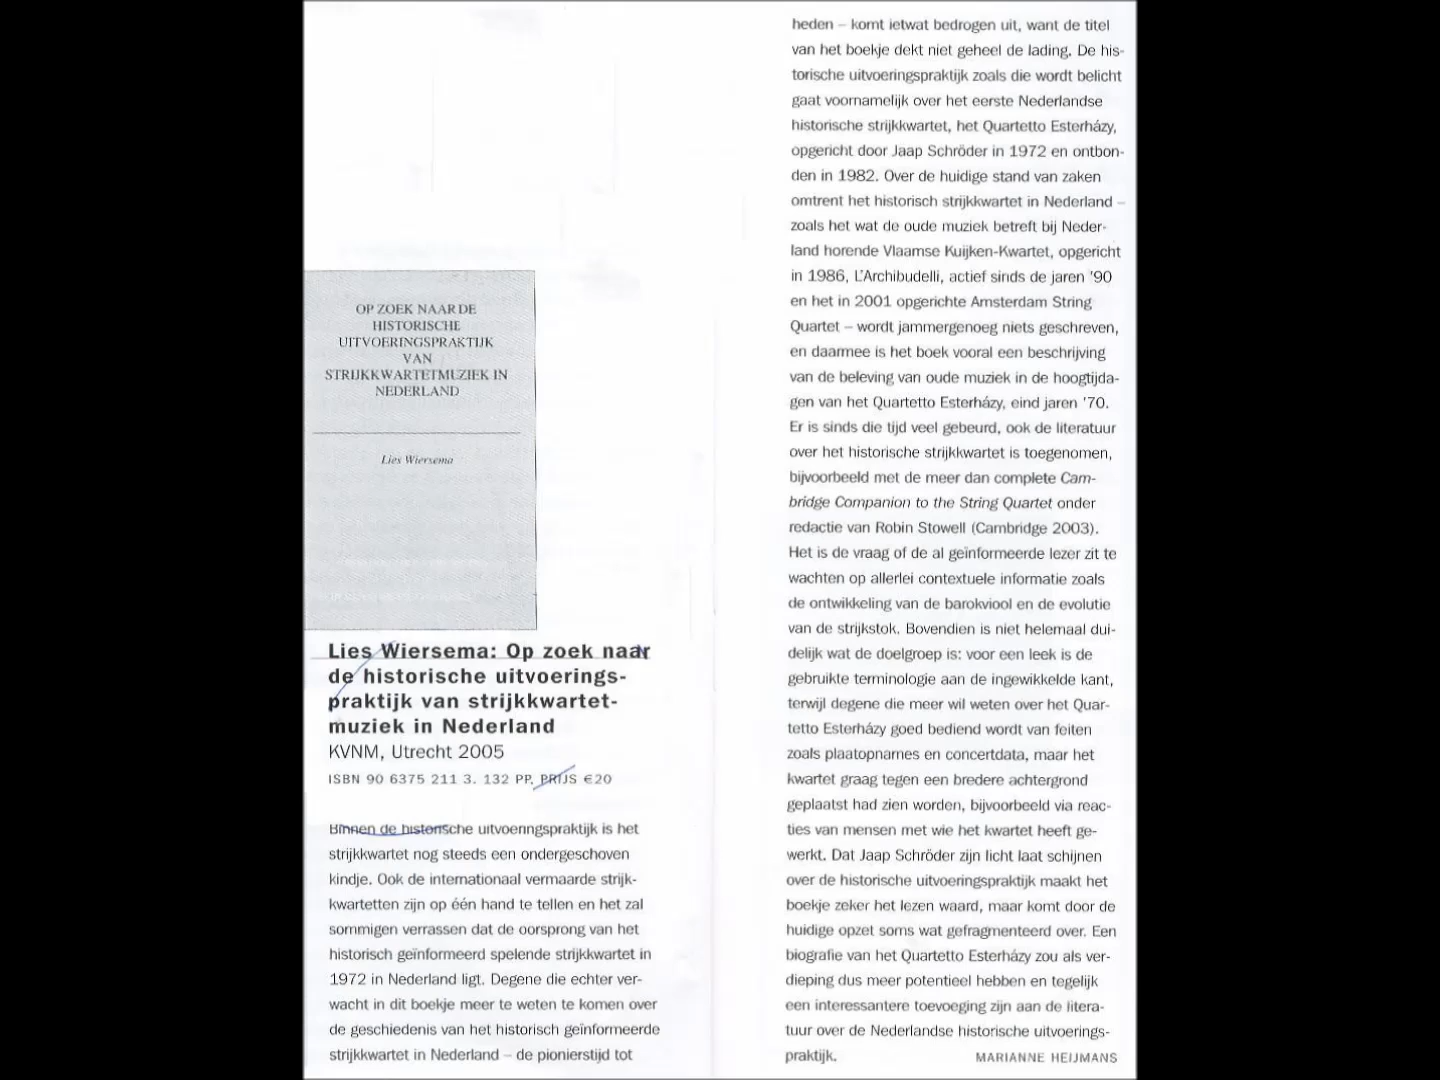 OP ZOEK NAAR DE
HISTORISCHE
UITVOERINGSPRAKTIJK
VAN
STRIJKKWARTETMUZIEK IN
NEDERLAND
Lies Wiersema
Lies Wiersema: Op zoek naar
de historische uitvoerings-
praktijk van strijkkwartet-
muziek in Nederland
KVNM, Utrecht 2005
ISBN 90 6375 211 3. 132 PP. PRIJS €20
Binnen de historische uitvoeringspraktijk is het
strijkkwartet nog steeds een ondergeschoven
kindje. Ook de internationaal vermaarde strijk-
kwartetten zijn op één hand te tellen en het zal
sommigen verrassen dat de oorsprong van het
historisch geïnformeerd spelende strijkkwartet in
1972 in Nederland ligt. Degene die echter ver-
wacht in dit boekje meer te weten te komen over
de geschiedenis van het historisch geïnformeerde
strijkkwartet in Nederland – de pionierstijd tot
heden – komt ietwat bedrogen uit, want de titel
van het boekje dekt niet geheel de lading. De his-
torische uitvoeringspraktijk zoals die wordt belicht
gaat voornamelijk over het eerste Nederlandse
historische strijkkwartet, het Quartetto Esterházy,
opgericht door Jaap Schröder in 1972 en ontbon-
den in 1982. Over de huidige stand van zaken
omtrent het historisch strijkkwartet in Nederland –
zoals het wat de oude muziek betreft bij Neder-
land horende Vlaamse Kuijken-Kwartet, opgericht
in 1986, L'Archibudelli, actief sinds de jaren '90
en het in 2001 opgerichte Amsterdam String
Quartet – wordt jammergenoeg niets geschreven,
en daarmee is het boek vooral een beschrijving
van de beleving van oude muziek in de hoogtijda-
gen van het Quartetto Esterházy, eind jaren '70.
Er is sinds die tijd veel gebeurd, ook de literatuur
over het historische strijkkwartet is toegenomen,
bijvoorbeeld met de meer dan complete Cam-
bridge Companion to the String Quartet onder
redactie van Robin Stowell (Cambridge 2003).
Het is de vraag of de al geïnformeerde lezer zit te
wachten op allerlei contextuele informatie zoals
de ontwikkeling van de barokviool en de evolutie
van de strijkstok. Bovendien is niet helemaal dui-
delijk wat de doelgroep is: voor een leek is de
gebruikte terminologie aan de ingewikkelde kant,
terwijl degene die meer wil weten over het Quar-
tetto Esterházy goed bediend wordt van feiten
zoals plaatopnames en concertdata, maar het
kwartet graag tegen een bredere achtergrond
geplaatst had zien worden, bijvoorbeeld via reac-
ties van mensen met wie het kwartet heeft ge-
werkt. Dat Jaap Schröder zijn licht laat schijnen
over de historische uitvoeringspraktijk maakt het
boekje zeker het lezen waard, maar komt door de
huidige opzet soms wat gefragmenteerd over. Een
biografie van het Quartetto Esterházy zou als ver-
dieping dus meer potentieel hebben en tegelijk
een interessantere toevoeging zijn aan de litera-
tuur over de Nederlandse historische uitvoerings-
praktijk. MARIANNE HEIJMANS